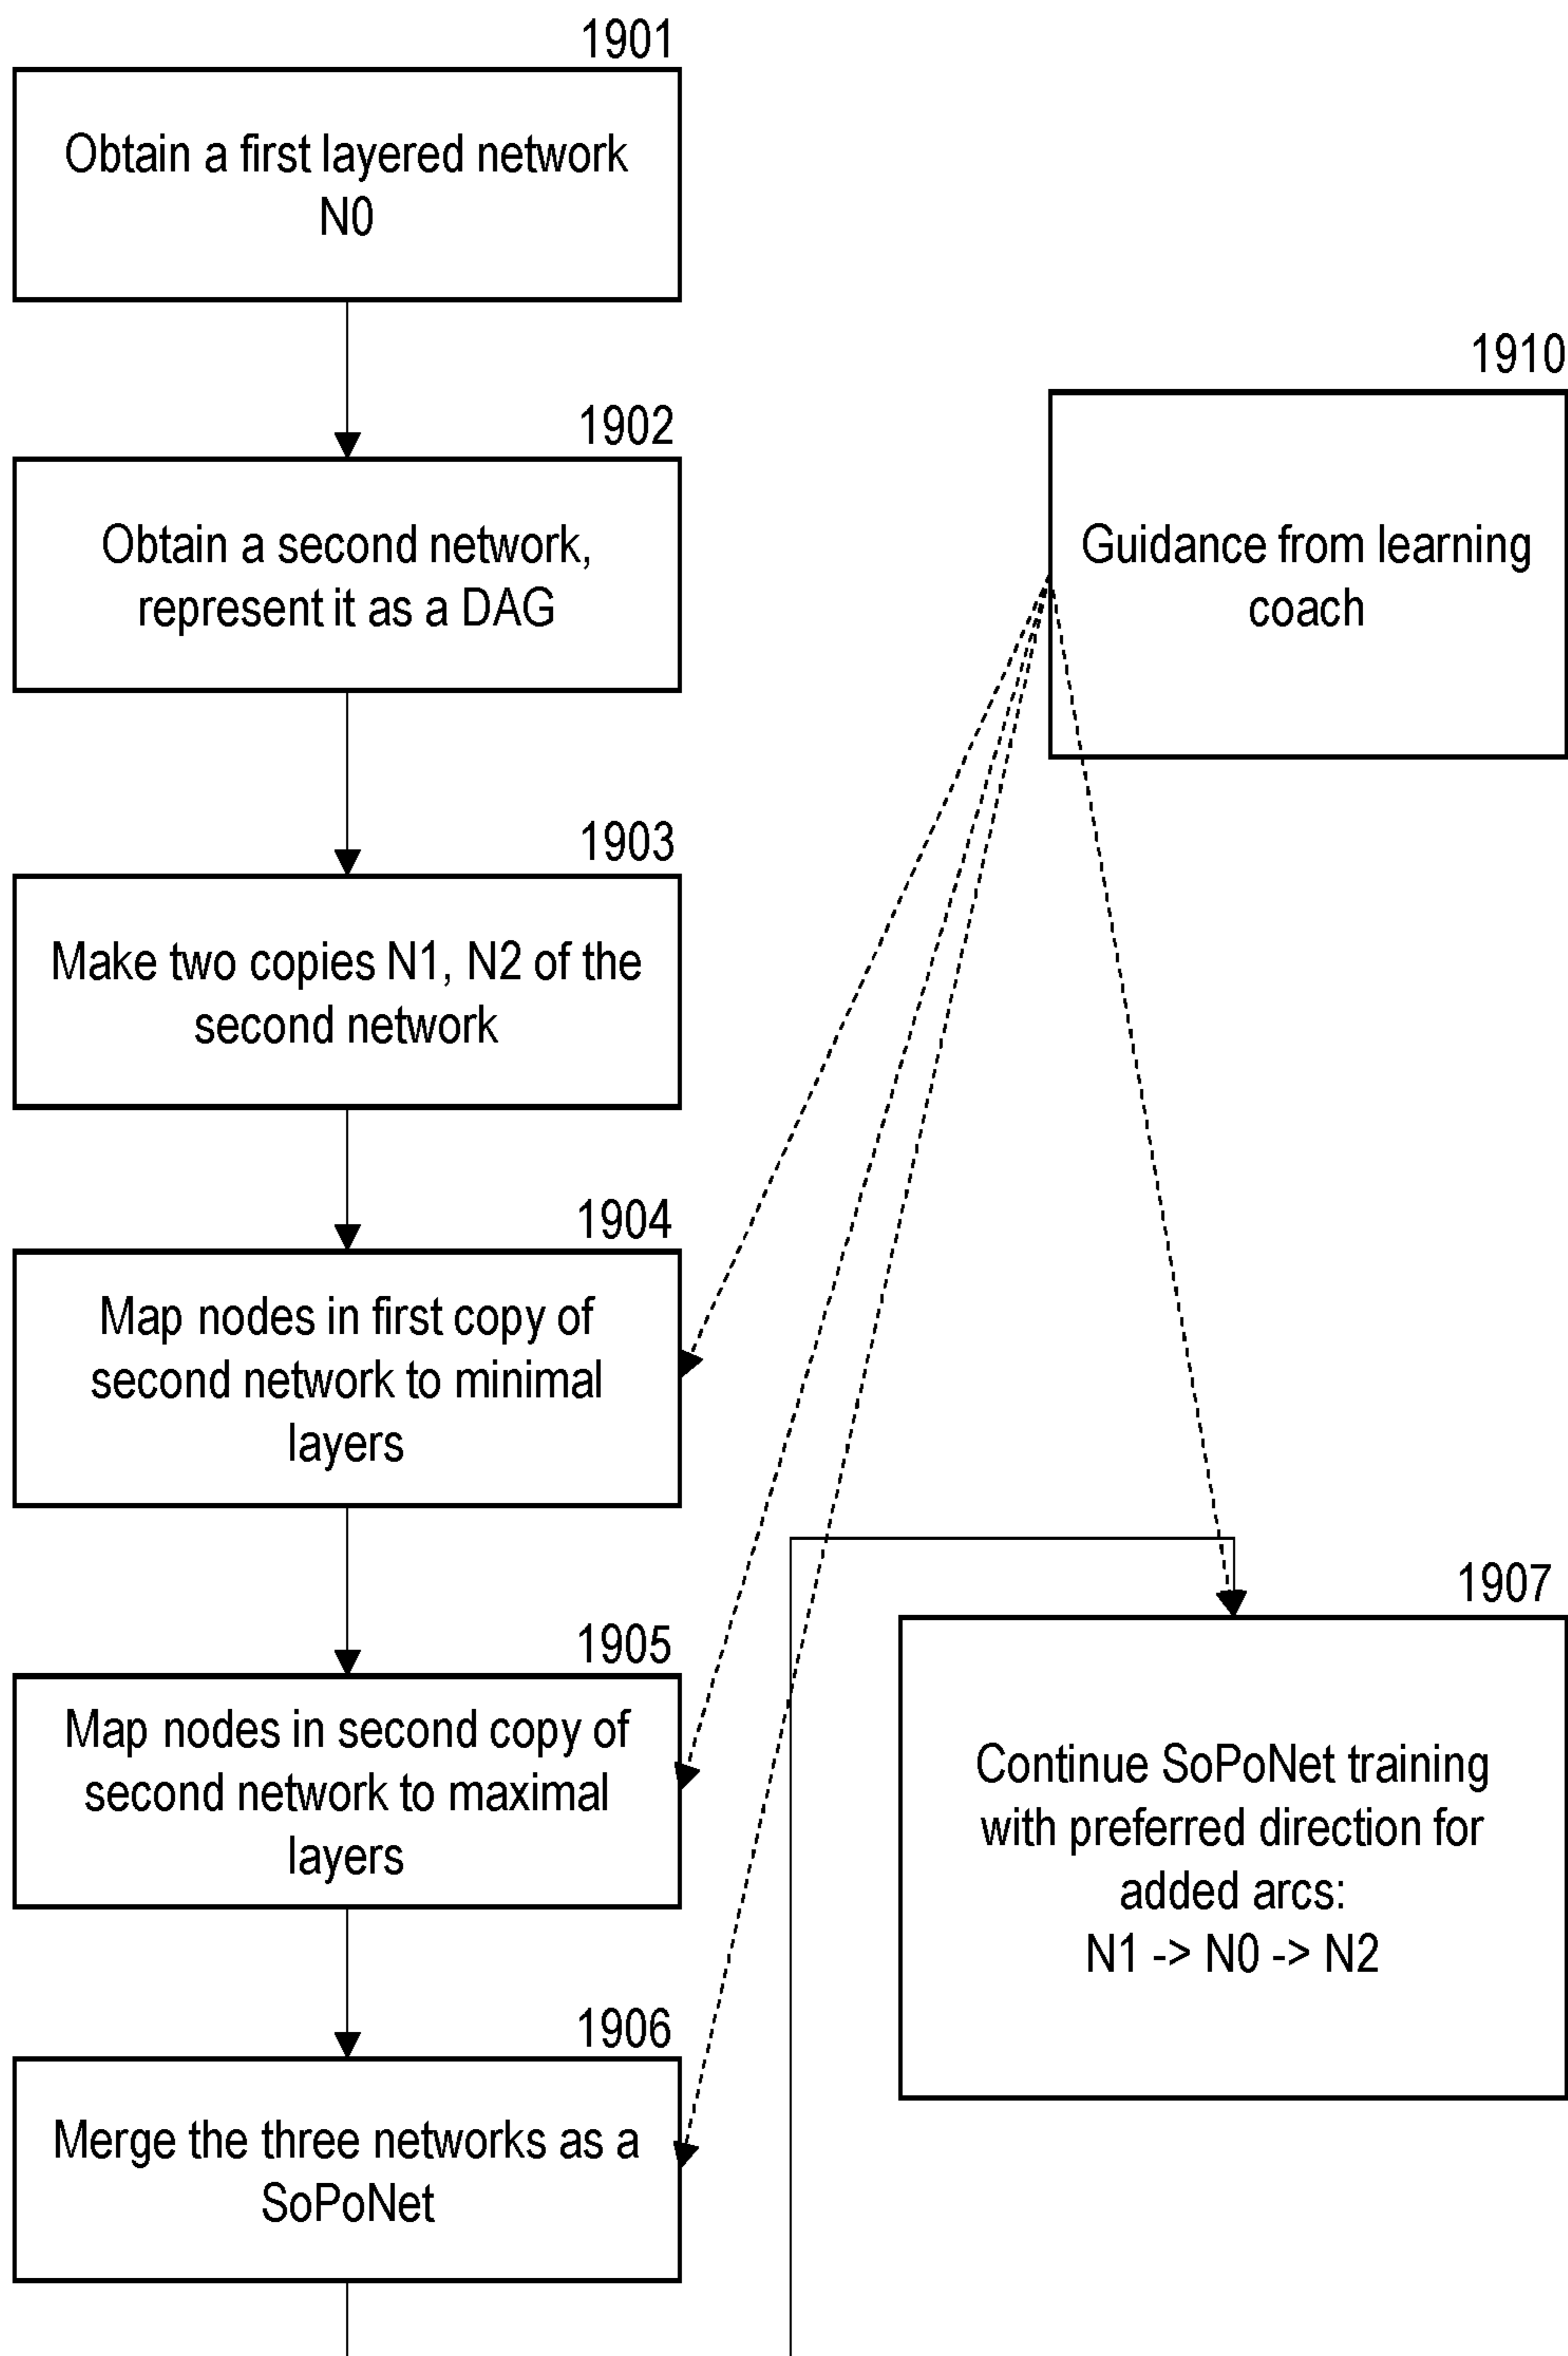 1901
Obtain a first layered network
N0
1902
Obtain a second network,
represent it as a DAG
1903
Make two copies N1, N2 of the
second network
1904
Map nodes in first copy of
second network to minimal
layers
1905
Map nodes in second copy of
second network to maximal
layers
1906
Merge the three networks as a
SoPoNet
1910
Guidance from learning
coach
1907
Continue SoPoNet training
with preferred direction for
added arcs:
N1 -> N0 -> N2